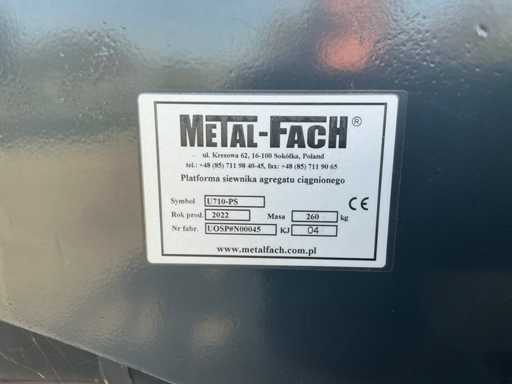 METAL-FACH®
ul. Kresowa 62, 16-100 Sokółka, Poland
tel.: +48 (85) 711 98 40-45, fax: +48 (85) 711 90 65
Platforma siewnika agregatu ciągnionego
Symbol U710-PS
Rok prod. 2022 Masa 260 kg CE
Nr fabr. UOSP#N00045 KJ 04
www.metalfach.com.pl